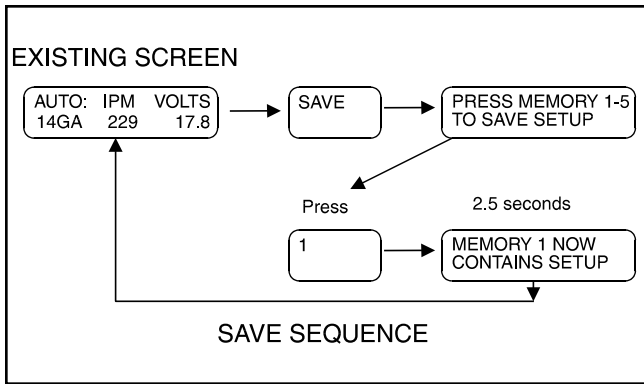 EXISTING SCREEN
AUTO: IPM VOLTS
14GA 229 17.8
SAVE
PRESS MEMORY 1-5
TO SAVE SETUP
Press
2.5 seconds
1
MEMORY 1 NOW
CONTAINS SETUP
SAVE SEQUENCE